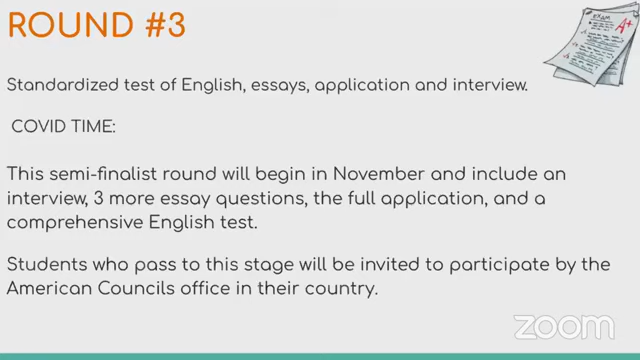 ROUND #3
Standardized test of English, essays, application and interview.
COVID TIME:
This semi-finalist round will begin in November and include an
interview, 3 more essay questions, the full application, and a
comprehensive English test.
Students who pass to this stage will be invited to participate by the
American Councils office in their country.
EXAM
A+
zoom